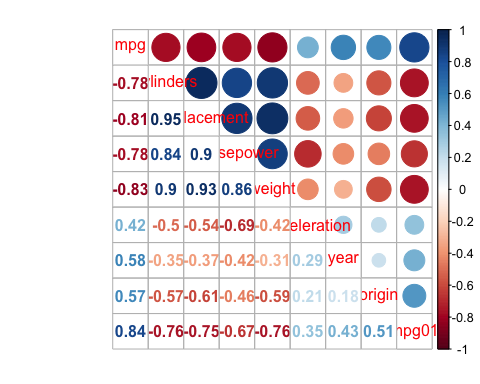 mpg
1
-0.78 linders
0.8
-0.81 0.95 lacement
0.6
0.4
-0.78 0.84 0.9 sepower
0.2
-0.83 0.9 0.93 0.86 weight
0
0.42 -0.5 -0.54 -0.69 -0.42 eleration
-0.2
0.58 -0.35 -0.37 -0.42 -0.31 0.29 year
-0.4
0.57 -0.57 -0.61 -0.46 -0.59 0.21 0.18 origin
-0.6
0.84 -0.76 -0.75 -0.67 -0.76 0.35 0.43 0.51 mpg01
-0.8
-1